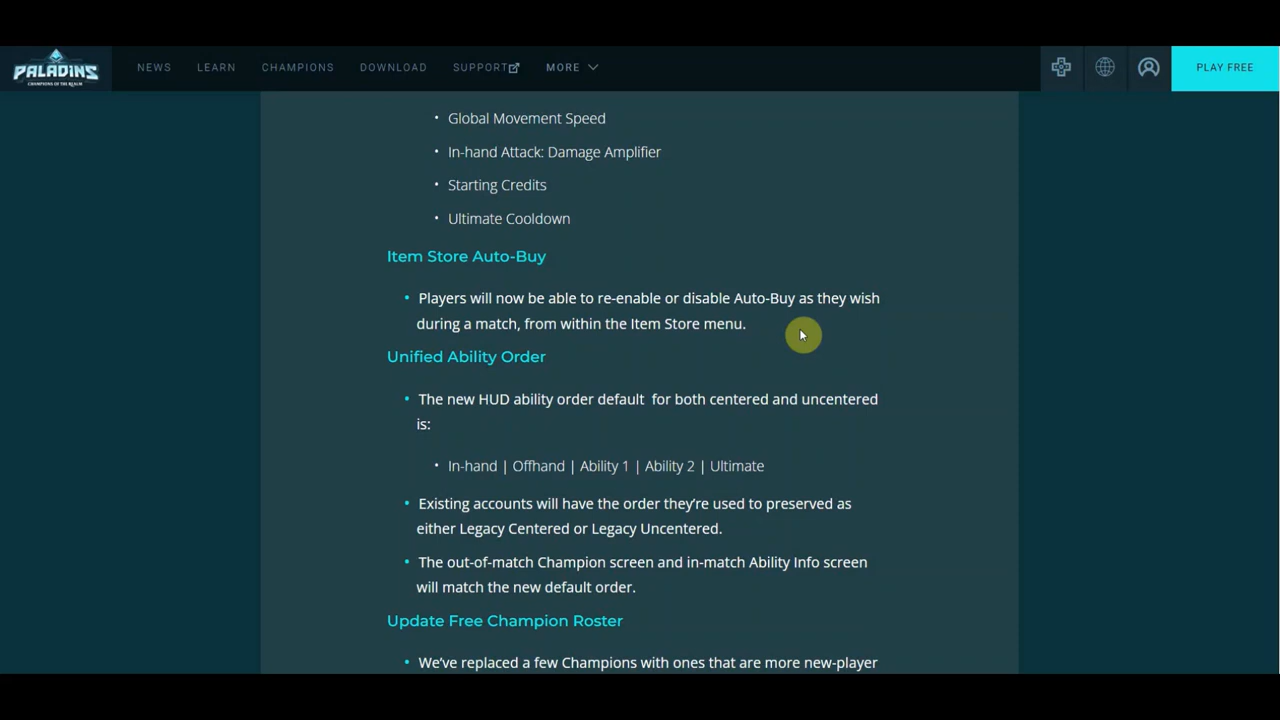 PALADINS
CHAMPIONS OF THE REALM
NEWS LEARN CHAMPIONS DOWNLOAD SUPPORT MORE PLAY FREE
• Global Movement Speed
• In-hand Attack: Damage Amplifier
• Starting Credits
• Ultimate Cooldown
Item Store Auto-Buy
• Players will now be able to re-enable or disable Auto-Buy as they wish
during a match, from within the Item Store menu.
Unified Ability Order
• The new HUD ability order default for both centered and uncentered
is:
• In-hand | Offhand | Ability 1 | Ability 2 | Ultimate
• Existing accounts will have the order they’re used to preserved as
either Legacy Centered or Legacy Uncentered.
• The out-of-match Champion screen and in-match Ability Info screen
will match the new default order.
Update Free Champion Roster
• We’ve replaced a few Champions with ones that are more new-player